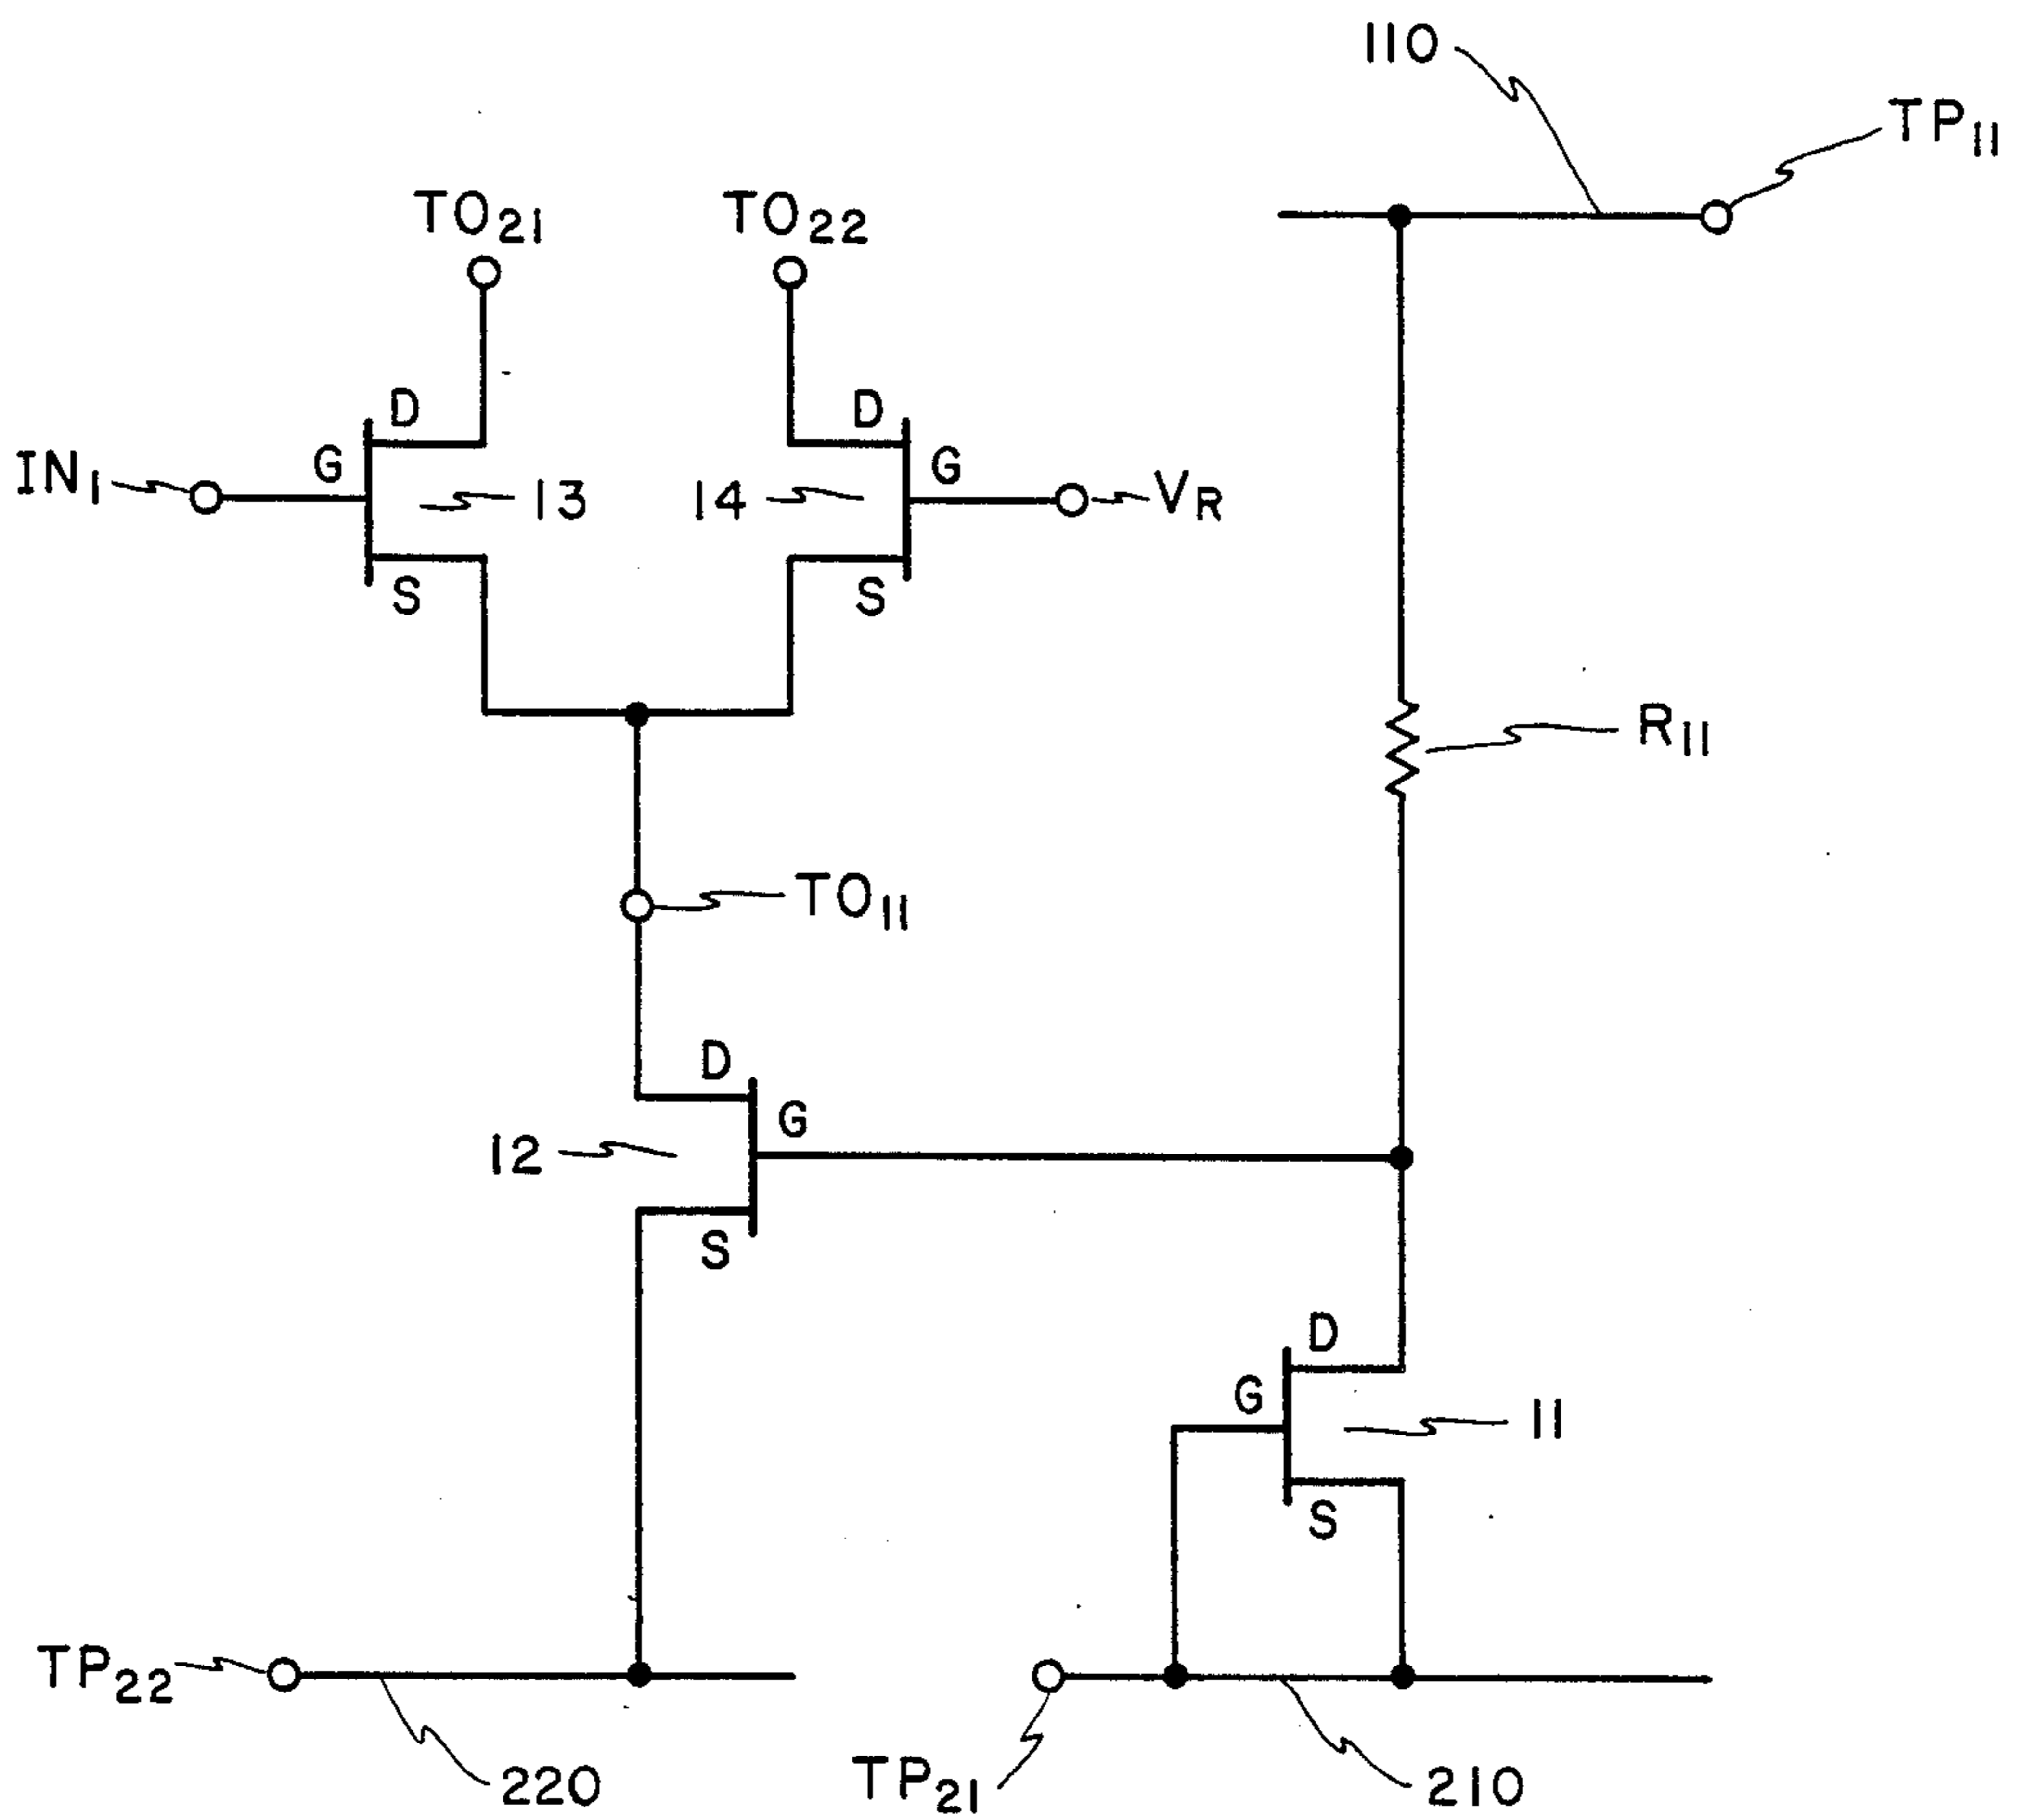 110
TP11
TO21 TO22
D D
IN1 G 13 14 G VR
S S
R11
TO11
D
12 G
S
D
G 11
S
TP22
220 TP21 210